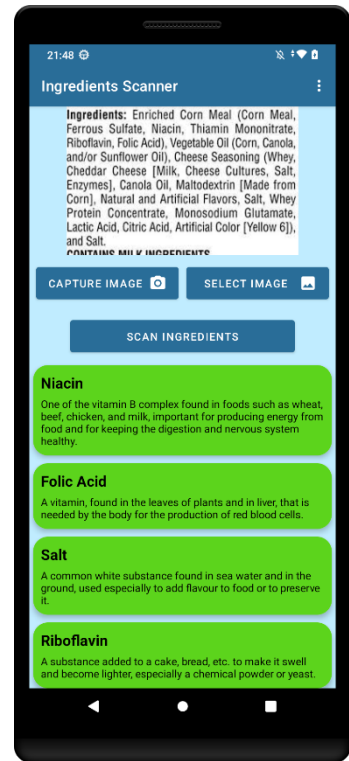 21:48
Ingredients Scanner
Ingredients: Enriched Corn Meal (Corn Meal,
Ferrous Sulfate, Niacin, Thiamin Mononitrate,
Riboflavin, Folic Acid), Vegetable Oil (Corn, Canola,
and/or Sunflower Oil), Cheese Seasoning (Whey,
Cheddar Cheese [Milk, Cheese Cultures, Salt,
Enzymes], Canola Oil, Maltodextrin [Made from
Corn], Natural and Artificial Flavors, Salt, Whey
Protein Concentrate, Monosodium Glutamate,
Lactic Acid, Citric Acid, Artificial Color [Yellow 6]),
and Salt.
CONTAINS MILK INGREDIENTS
CAPTURE IMAGE
SELECT IMAGE
SCAN INGREDIENTS
Niacin
One of the vitamin B complex found in foods such as wheat,
beef, chicken, and milk, important for producing energy from
food and for keeping the digestion and nervous system
healthy.
Folic Acid
A vitamin, found in the leaves of plants and in liver, that is
needed by the body for the production of red blood cells.
Salt
A common white substance found in sea water and in the
ground, used especially to add flavour to food or to preserve
it.
Riboflavin
A substance added to a cake, bread, etc. to make it swell
and become lighter, especially a chemical powder or yeast.